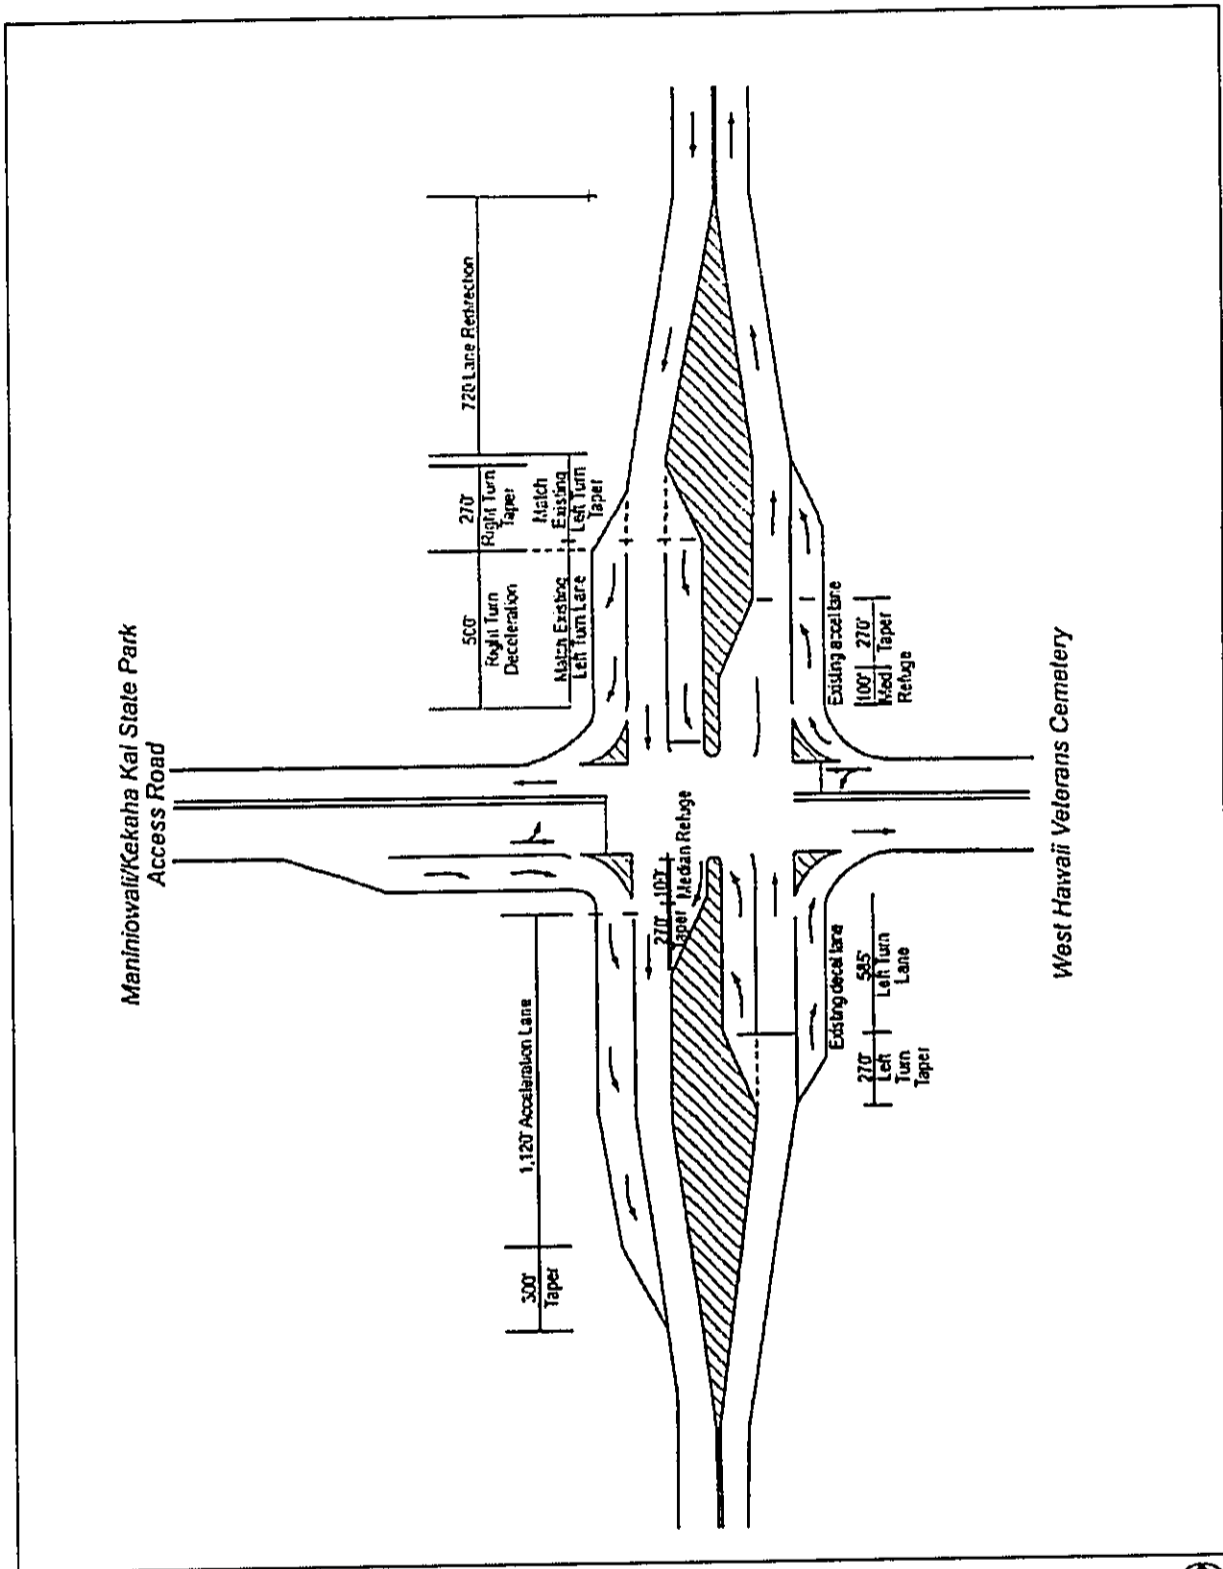 Maniniowali/Kekaha Kai State Park
Access Road
720 Lane Redirection
270'
Right Turn
Taper
500'
Right Turn
Deceleration
Match
Existing
Left Turn
Taper
Match Existing
Left Turn Lane
1,120' Acceleration Lane
300'
Taper
270'
Taper
100'
Median Refuge
Existing accel lane
100'
Med
Refuge
270'
Taper
Existing decel lane
585'
Left Turn
Lane
270'
Left
Turn
Taper
West Hawaii Veterans Cemetery